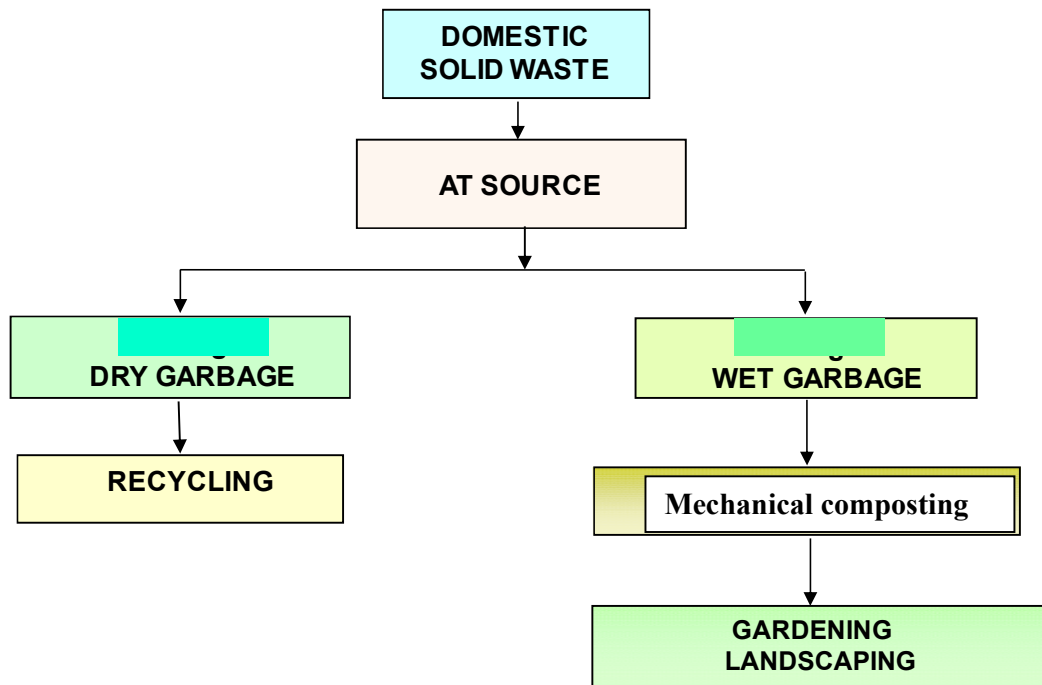 DOMESTIC
SOLID WASTE
AT SOURCE
DRY GARBAGE
WET GARBAGE
RECYCLING
Mechanical composting
GARDENING
LANDSCAPING